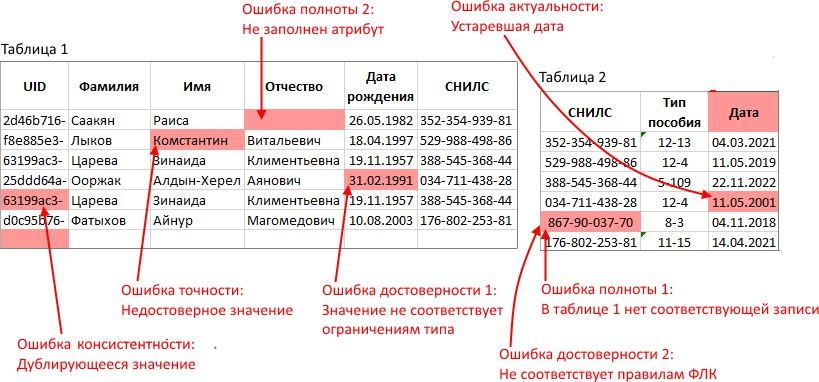 Ошибка полноты 2:
Не заполнен атрибут
Ошибка актуальности:
Устаревшая дата
Таблица 1
UID Фамилия Имя Отчество Дата рождения СНИЛС
2d46b716- Саакян Раиса 26.05.1982 352-354-939-81
f8e885e3- Лыков Комстантин Витальевич 18.04.1997 529-988-498-86
63199ac3- Царева Зинаида Климентьевна 19.11.1957 388-545-368-44
25ddd64a- Ооржак Алдын-Херел Аянович 31.02.1991 034-711-438-28
63199ac3- Царева Зинаида Климентьевна 19.11.1957 388-545-368-44
d0c95b76- Фатыхов Айнур Магомедович 10.08.2003 176-802-253-81
Таблица 2
СНИЛС Тип пособия Дата
352-354-939-81 12-13 04.03.2021
529-988-498-86 12-4 11.05.2019
388-545-368-44 5-109 22.11.2022
034-711-438-28 12-4 11.05.2001
867-90-037-70 8-3 04.11.2018
176-802-253-81 11-15 14.04.2021
Ошибка точности:
Недостоверное значение
Ошибка достоверности 1:
Значение не соответствует
ограничениям типа
Ошибка полноты 1:
В таблице 1 нет соответствующей записи
Ошибка консистентности:
Дублирующееся значение
Ошибка достоверности 2:
Не соответствует правилам ФЛК